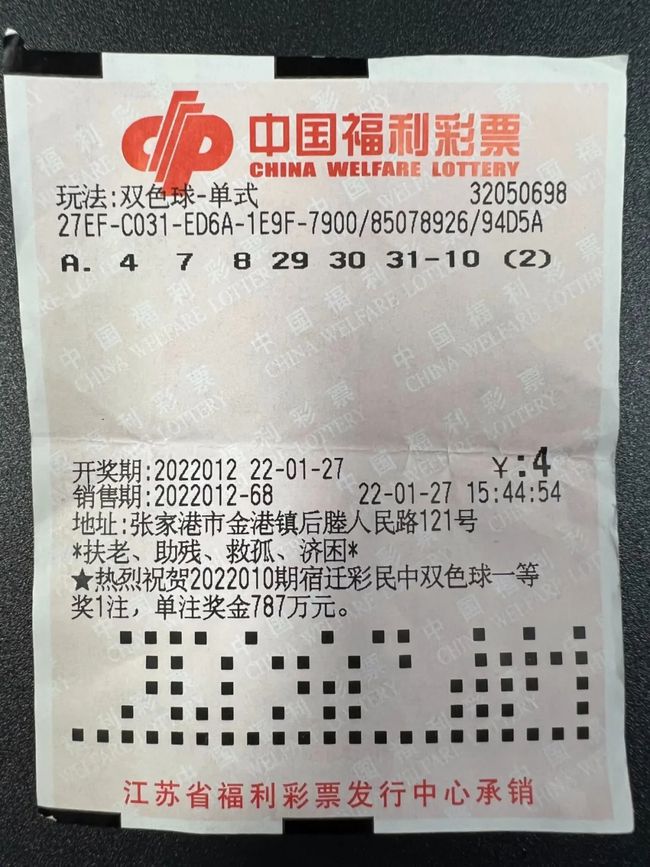 中国福利彩票
CHINA WELFARE LOTTERY
玩法:双色球-单式 32050698
27EF-C031-ED6A-1E9F-7900/85078926/94D5A
A. 4 7 8 29 30 31-10 (2)
开奖期:2022012 22-01-27 ¥:4
销售期:2022012-68 22-01-27 15:44:54
地址:张家港市金港镇后塍人民路121号
*扶老、助残、救孤、济困*
★热烈祝贺2022010期宿迁彩民中双色球一等
奖1注，单注奖金787万元。
江苏省福利彩票发行中心承销